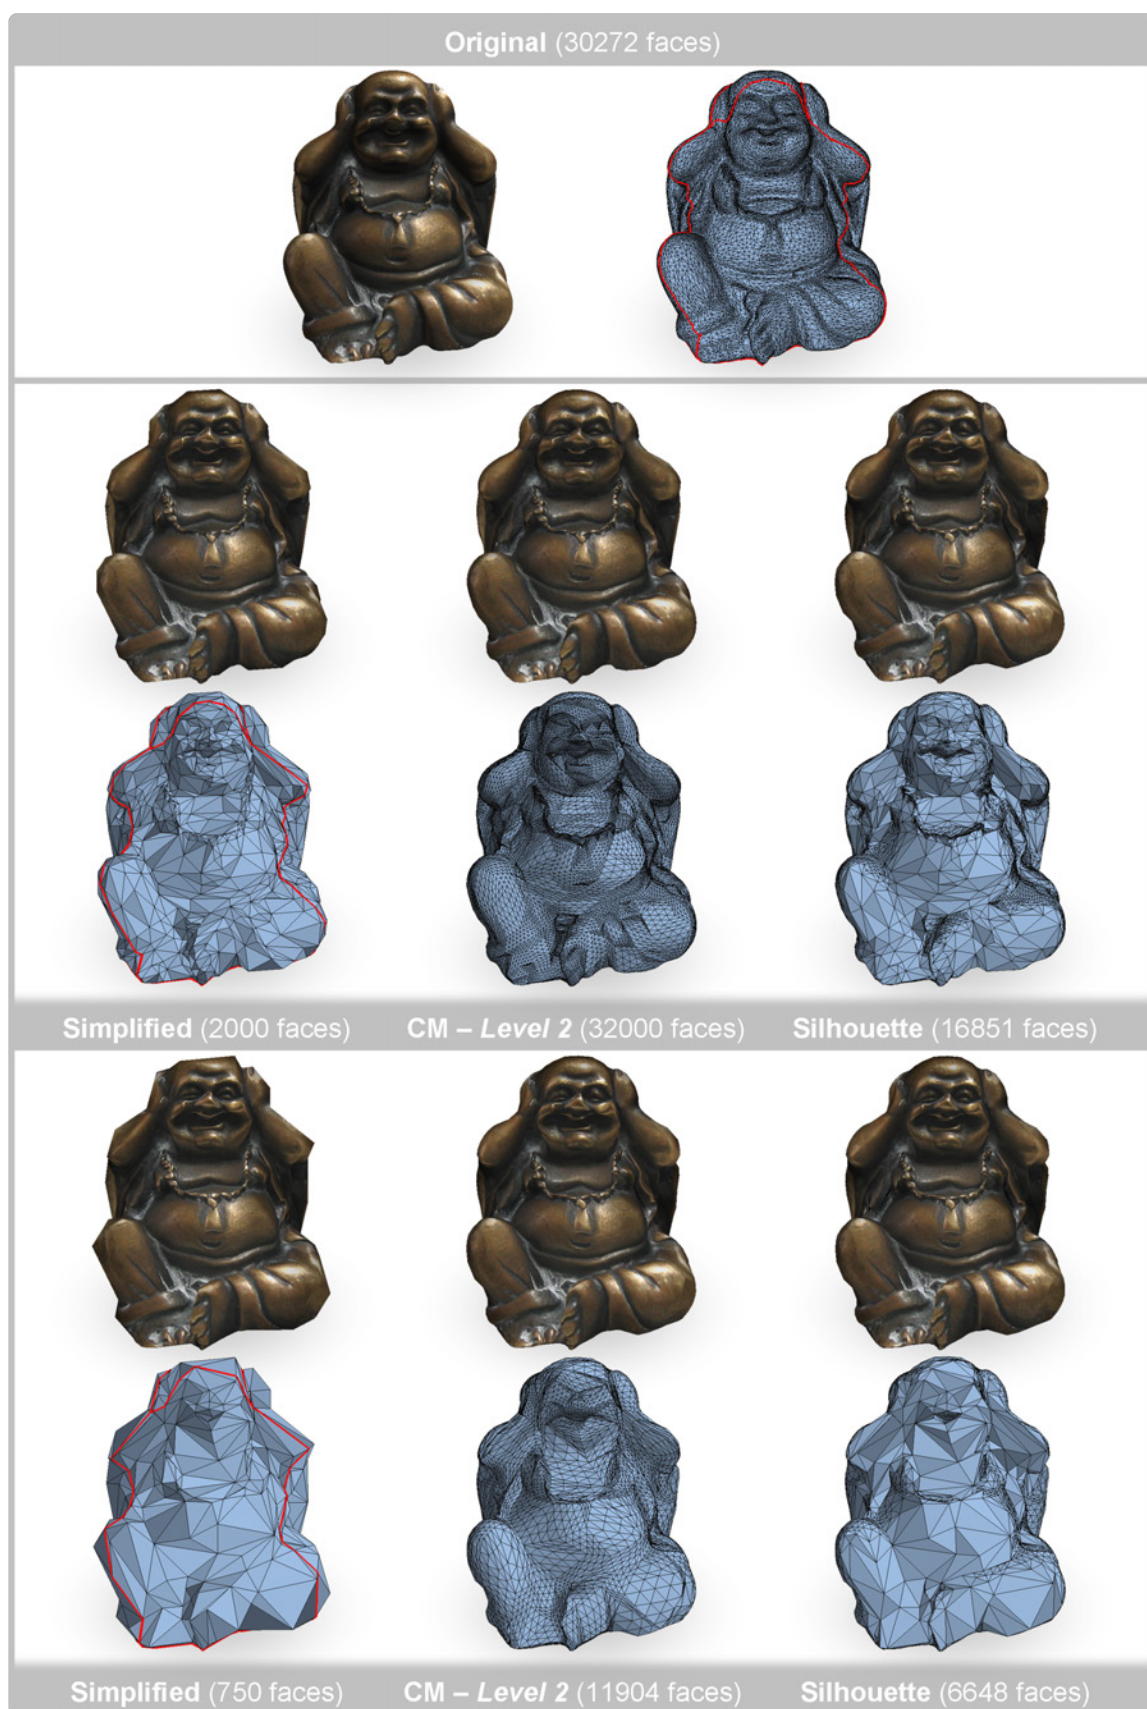 Original (30272 faces)
Simplified (2000 faces) CM – Level 2 (32000 faces) Silhouette (16851 faces)
Simplified (750 faces) CM – Level 2 (11904 faces) Silhouette (6648 faces)